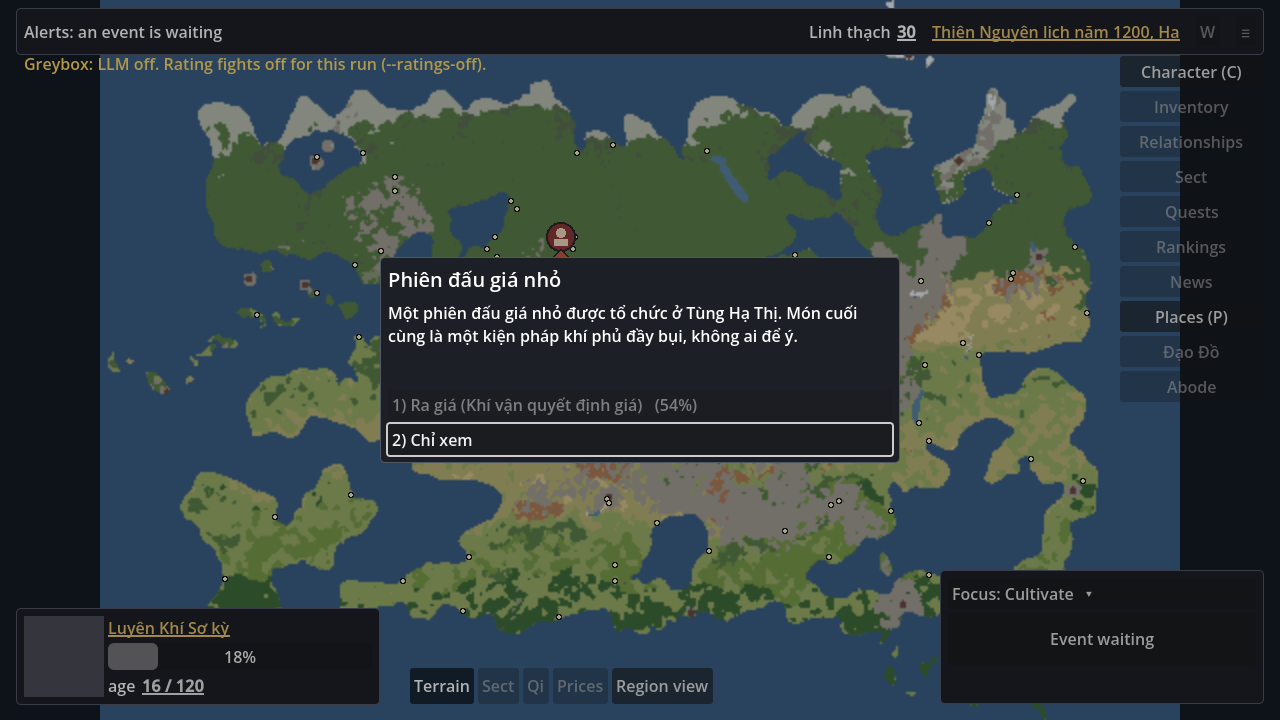 Alerts: an event is waiting
Linh thạch 30 Thiên Nguyên lich năm 1200, Ha W ≡
Greybox: LLM off. Rating fights off for this run (--ratings-off).
Character (C)
Inventory
Relationships
Sect
Quests
Rankings
News
Places (P)
Đạo Đồ
Abode
Phiên đấu giá nhỏ
Một phiên đấu giá nhỏ được tổ chức ở Tùng Hạ Thị. Món cuối
cùng là một kiện pháp khí phủ đầy bụi, không ai để ý.
1) Ra giá (Khí vận quyết định giá) (54%)
2) Chỉ xem
Luyện Khí Sơ kỳ
18%
age 16 / 120
Terrain Sect Qi Prices Region view
Focus: Cultivate ▾
Event waiting